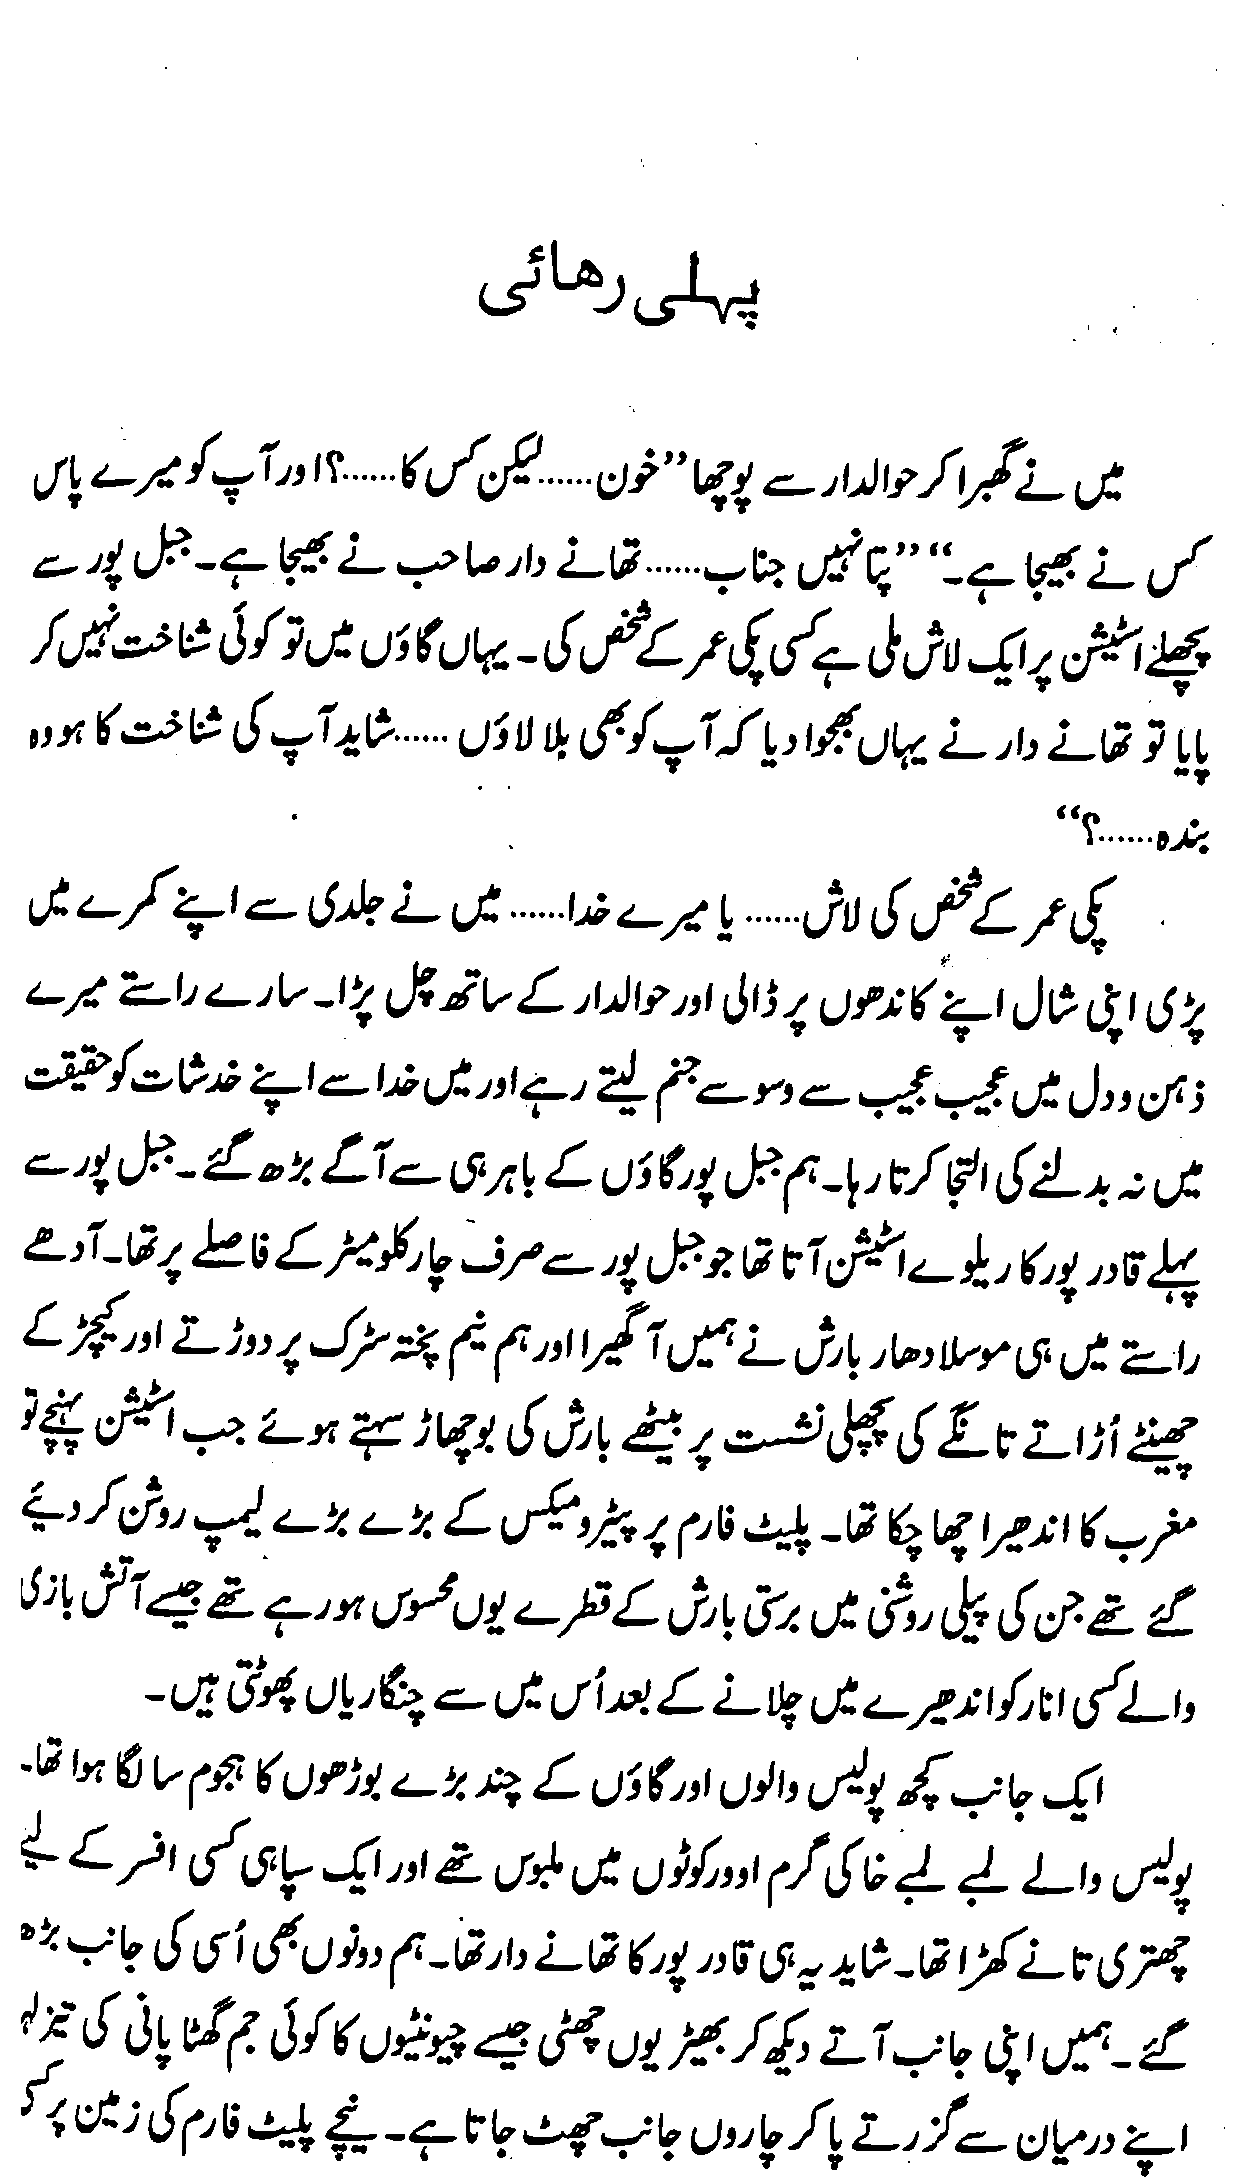 پہلی رهائی
میں نے گھبرا کر حوالدار سے پوچھا ”خون......لیکن کس کا......؟ اور آپ کو میرے پاس
کس نے بھیجا ہے۔“ ”پتا نہیں جناب......تھانے دار صاحب نے بھیجا ہے۔ جبل پور سے
پچھلے اسٹیشن پر ایک لاش ملی ہے کسی پکی عمر کے شخص کی۔ یہاں گاؤں میں تو کوئی شناخت نہیں کر
پایا تو تھانے دار نے یہاں بھجوا دیا کہ آپ کو بھی بلا لاؤں ......شاید آپ کی شناخت کا ہو وہ
بندہ......؟“
پکی عمر کے شخص کی لاش...... یا میرے خدا...... میں نے جلدی سے اپنے کمرے میں
پڑی اپنی شال اپنے کاندھوں پر ڈالی اور حوالدار کے ساتھ چل پڑا۔ سارے راستے میرے
ذہن و دل میں عجیب عجیب سے وسوسے جنم لیتے رہے اور میں خدا سے اپنے خدشات کو حقیقت
میں نہ بدلنے کی التجا کرتا رہا۔ ہم جبل پور گاؤں کے باہر ہی سے آگے بڑھ گئے۔ جبل پور سے
پہلے قادر پور کا ریلوے اسٹیشن آتا تھا جو جبل پور سے صرف چار کلومیٹر کے فاصلے پر تھا۔ آدھے
راستے میں ہی موسلا دھار بارش نے ہمیں آ گھیرا اور ہم نیم پختہ سڑک پر دوڑتے اور کیچڑ کے
چھینٹے اُڑاتے تانگے کی پچھلی نشست پر بیٹھے بارش کی بوچھاڑ سہتے ہوئے جب اسٹیشن پہنچے تو
مغرب کا اندھیرا چھا چکا تھا۔ پلیٹ فارم پر پیٹرومیکس کے بڑے بڑے لیمپ روشن کر دیئے
گئے تھے جن کی پیلی روشنی میں برستی بارش کے قطرے یوں محسوس ہو رہے تھے جیسے آتش بازی
والے کسی انار کو اندھیرے میں چلانے کے بعد اُس میں سے چنگاریاں پھوٹتی ہیں۔
ایک جانب کچھ پولیس والوں اور گاؤں کے چند بڑے بوڑھوں کا ہجوم سا لگا ہوا تھا۔
پولیس والے لمبے لمبے خاکی گرم اوورکوٹوں میں ملبوس تھے اور ایک سپاہی کسی افسر کے لیے
چھتری تانے کھڑا تھا۔ شاید یہ ہی قادر پور کا تھانے دار تھا۔ ہم دونوں بھی اُسی کی جانب بڑھ
گئے۔ ہمیں اپنی جانب آتے دیکھ کر بھیڑ یوں چھٹی جیسے چیونٹیوں کا کوئی جم گھٹا پانی کی تیز
اپنے درمیان سے گزرتے پا کر چاروں جانب چھٹ جاتا ہے۔ نیچے پلیٹ فارم کی زمین پر